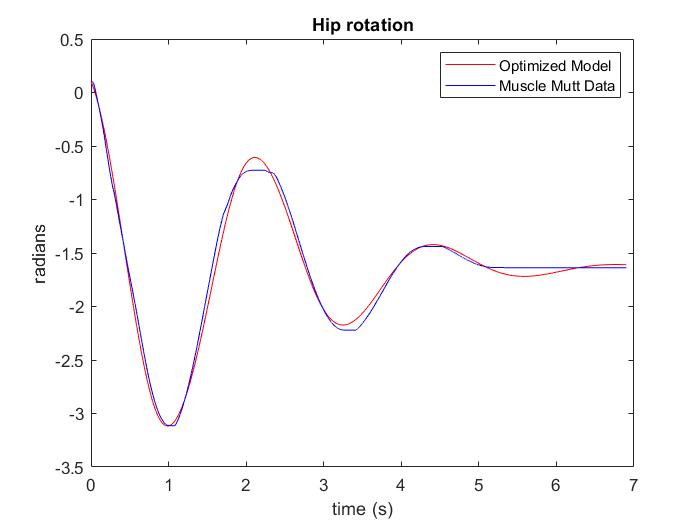 Hip rotation
Optimized Model
Muscle Mutt Data
0.5
0
-0.5
-1
-1.5
-2
-2.5
-3
-3.5
radians
0 1 2 3 4 5 6 7
time (s)